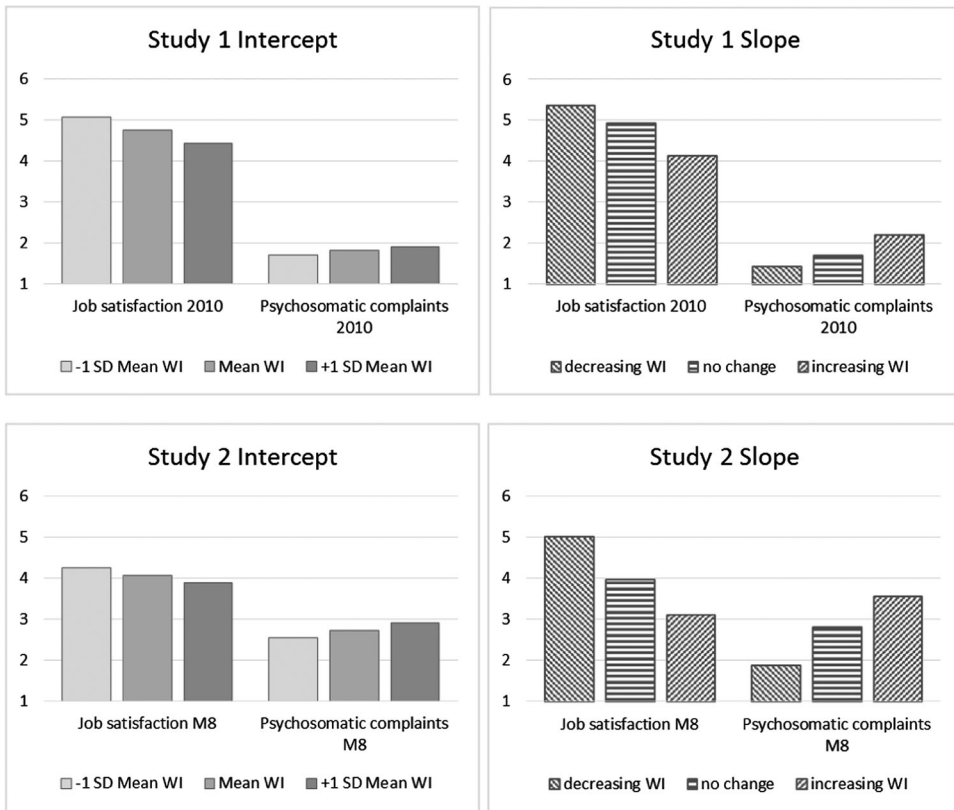 Study 1 Intercept
6
5
4
3
2
1
Job satisfaction 2010
Psychosomatic complaints
2010
-1 SD Mean WI
Mean WI
+1 SD Mean WI
Study 1 Slope
6
5
4
3
2
1
Job satisfaction 2010
Psychosomatic complaints
2010
decreasing WI
no change
increasing WI
Study 2 Intercept
6
5
4
3
2
1
Job satisfaction M8
Psychosomatic complaints
M8
-1 SD Mean WI
Mean WI
+1 SD Mean WI
Study 2 Slope
6
5
4
3
2
1
Job satisfaction M8
Psychosomatic complaints
M8
decreasing WI
no change
increasing WI